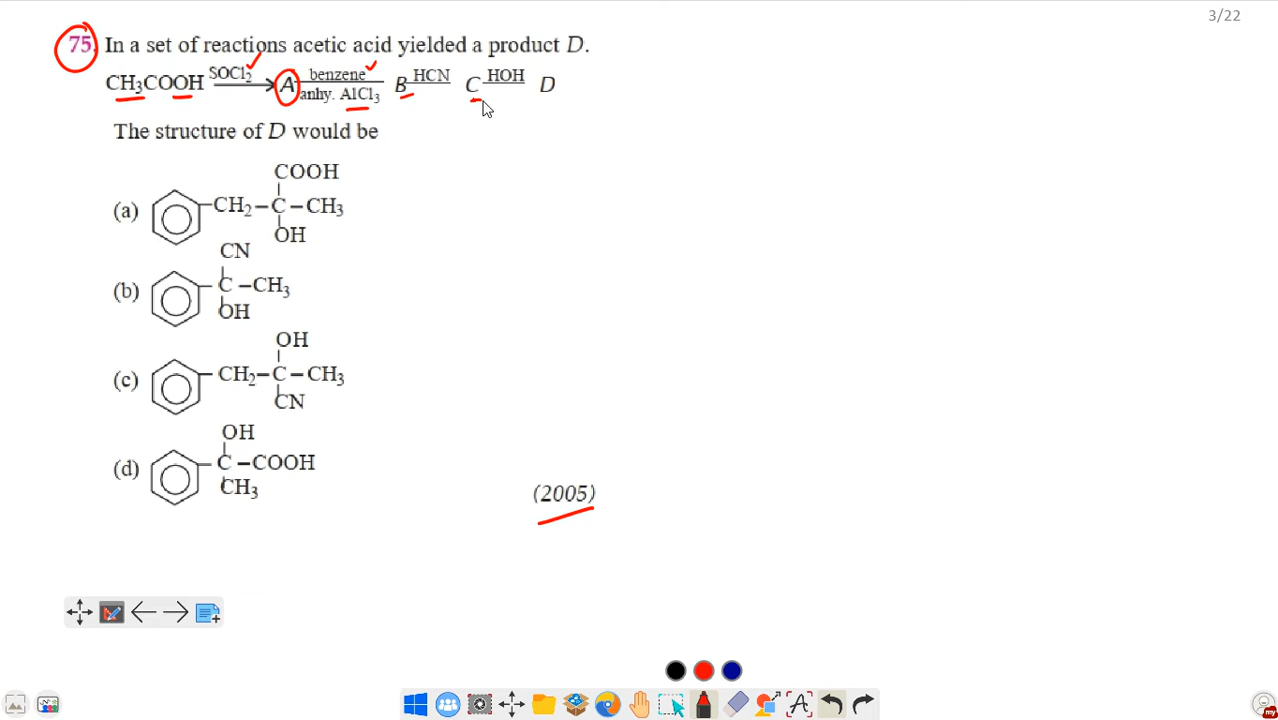 3/22
75. In a set of reactions acetic acid yielded a product D.
CH3COOH SOCl2 A benzene anhy. AlCl3 B HCN C HOH D
The structure of D would be
(a) CH2–C–CH3 COOH OH
(b) CN C–CH3 OH
(c) OH CH2–C–CH3 CN
(d) OH C–COOH CH3
(2005)